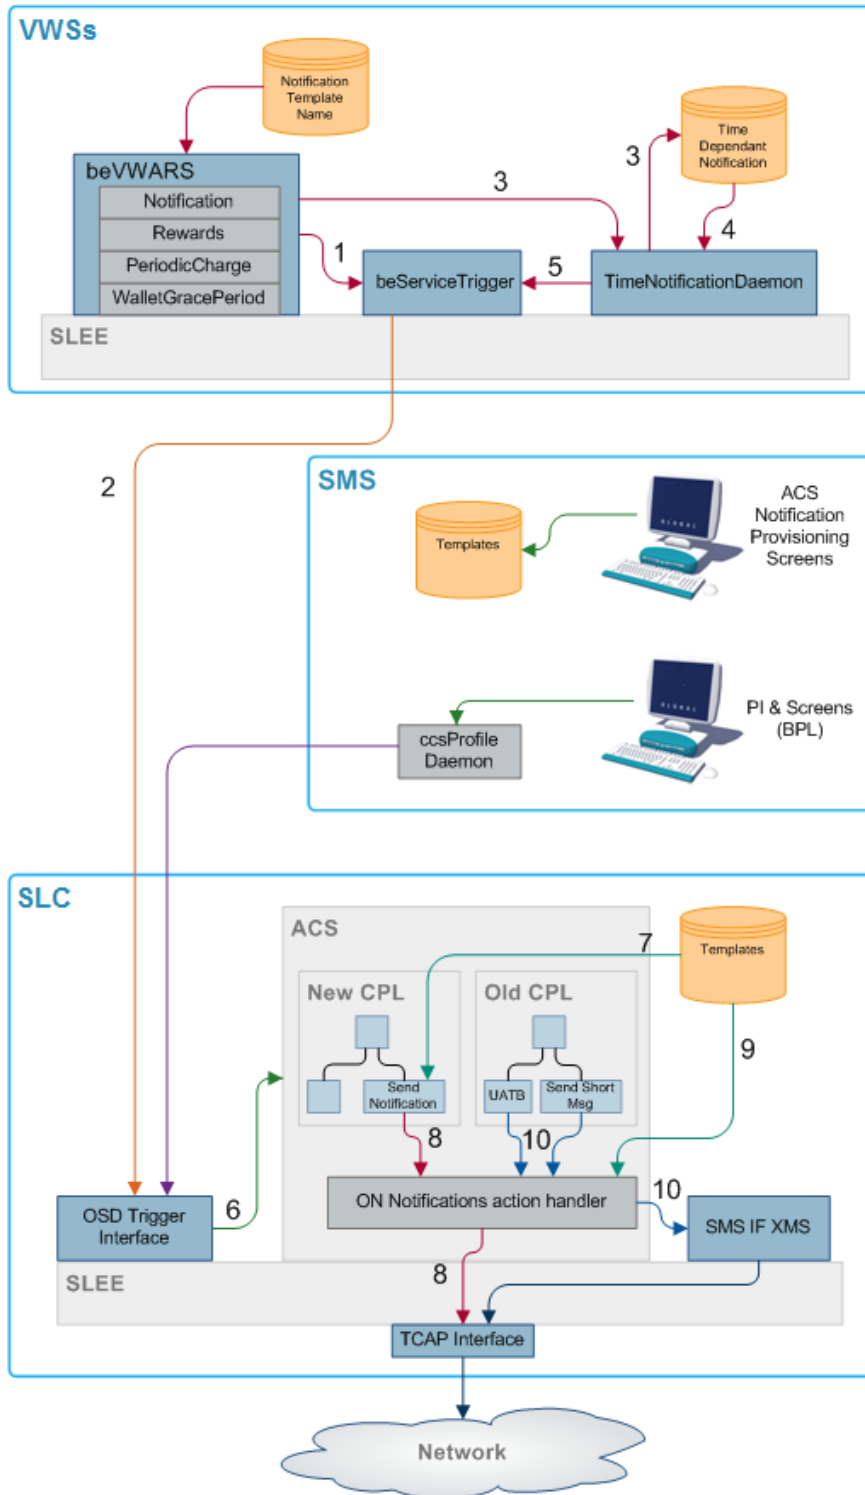 VWSs
Notification
Template
Name
Time
Dependant
Notification
3
beVWARS
3
Notification
Rewards
PeriodicCharge
WalletGracePeriod
1
4
beServiceTrigger
5
TimeNotificationDaemon
SLEE
2
SMS
Templates
GLOBAL
ACS
Notification
Provisioning
Screens
GLOBAL
PI & Screens
(BPL)
ccsProfile
Daemon
SLC
ACS
7
Templates
New CPL
Old CPL
9
Send
Notification
UATB
Send Short
Msg
8
10
ON Notifications action handler
10
OSD Trigger
Interface
6
SMS IF XMS
8
SLEE
TCAP Interface
Network